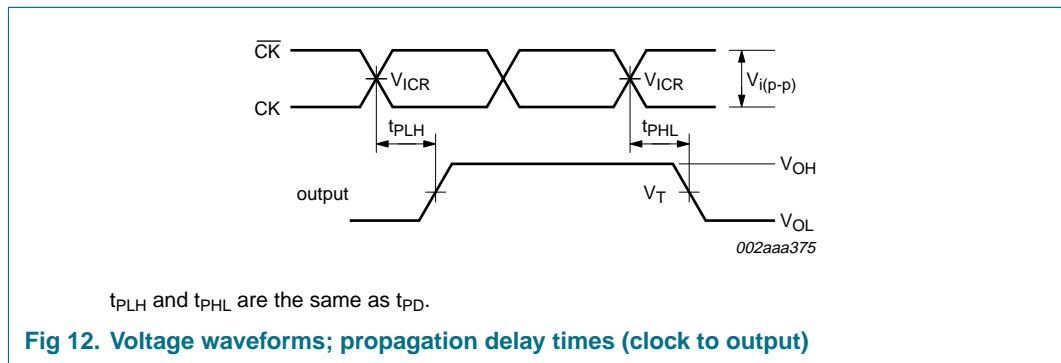 C̅K̅
V_ICR V_ICR V_i(p-p)
CK
t_PLH t_PHL
V_OH
output V_T
V_OL
002aaa375
t_PLH and t_PHL are the same as t_PD.
Fig 12. Voltage waveforms; propagation delay times (clock to output)